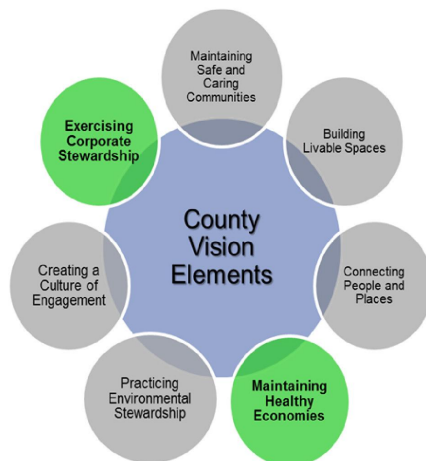 Maintaining
Safe and
Caring
Communities
Building
Livable Spaces
Connecting
People and
Places
Maintaining
Healthy
Economies
Practicing
Environmental
Stewardship
Creating a
Culture of
Engagement
Exercising
Corporate
Stewardship
County
Vision
Elements